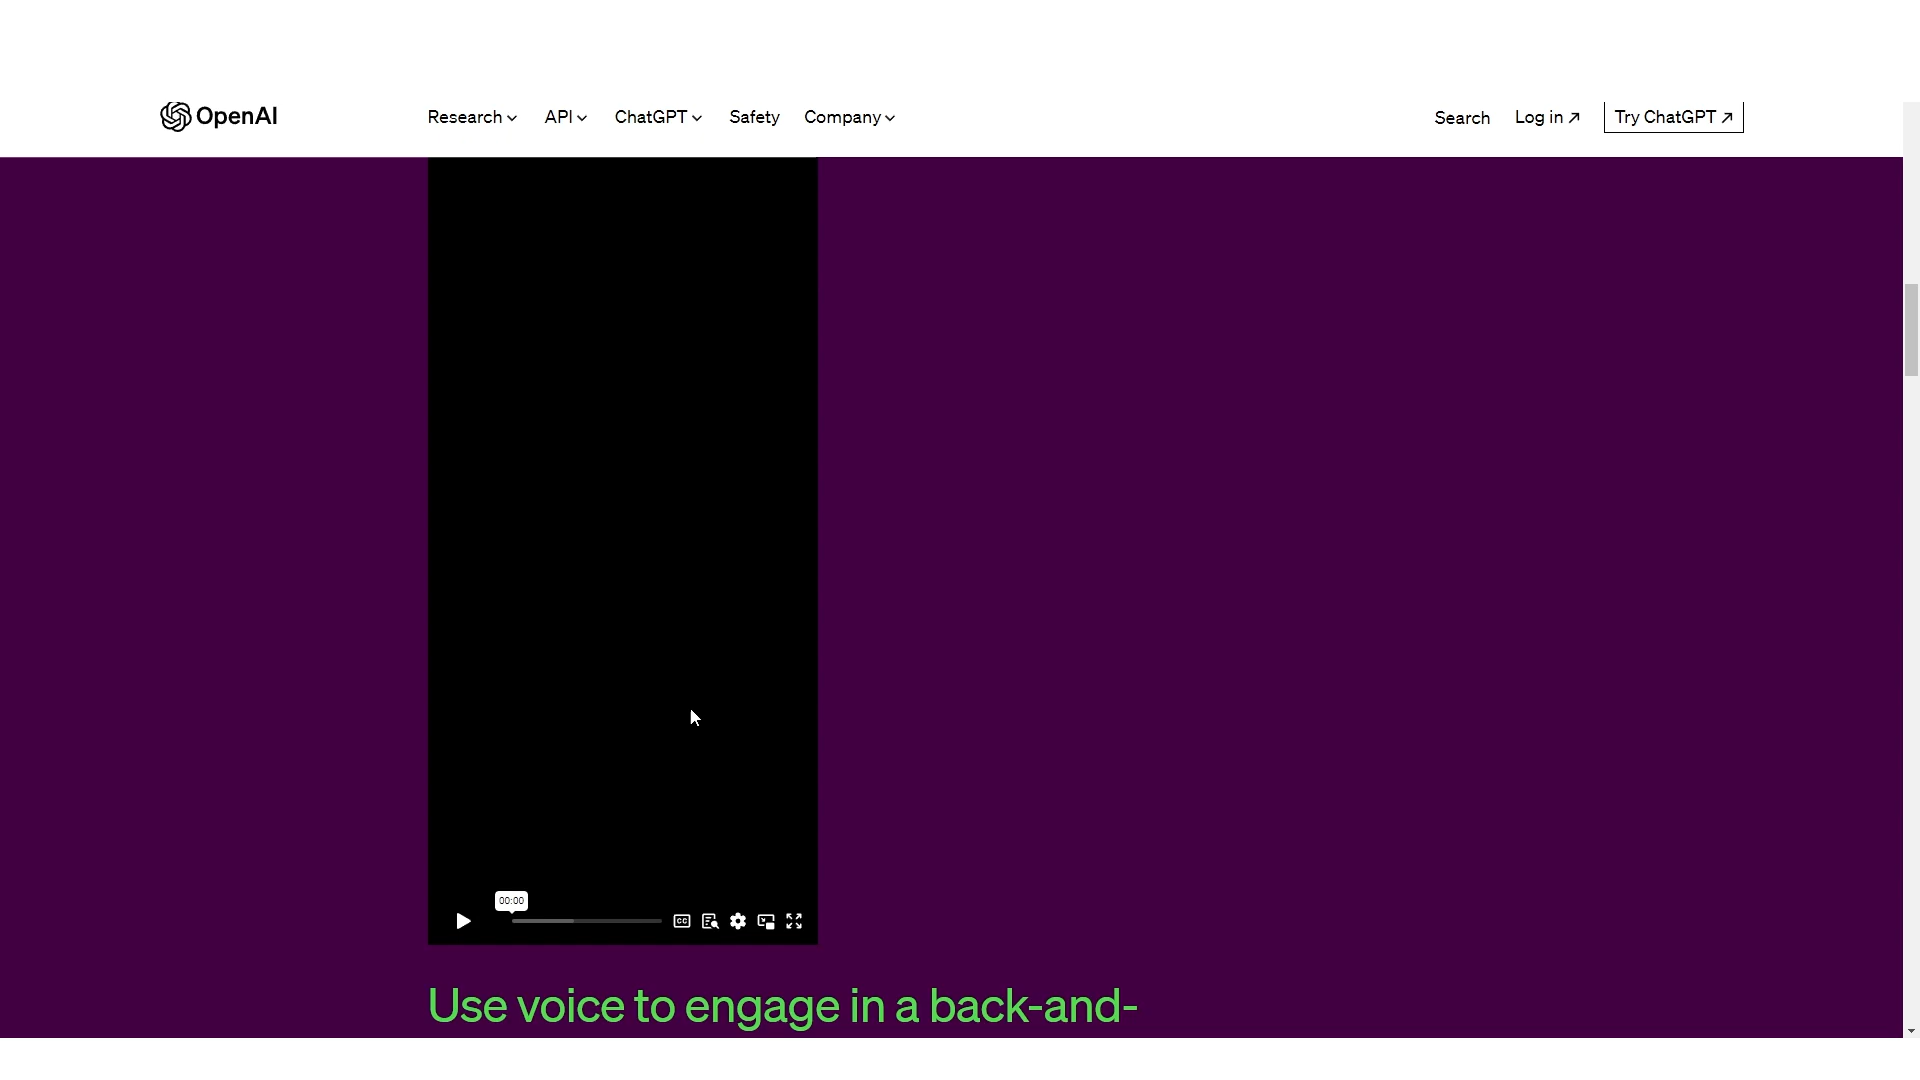 OpenAI
Research API ChatGPT Safety Company Search Log in Try ChatGPT
00:00
CC
Use voice to engage in a back-and-